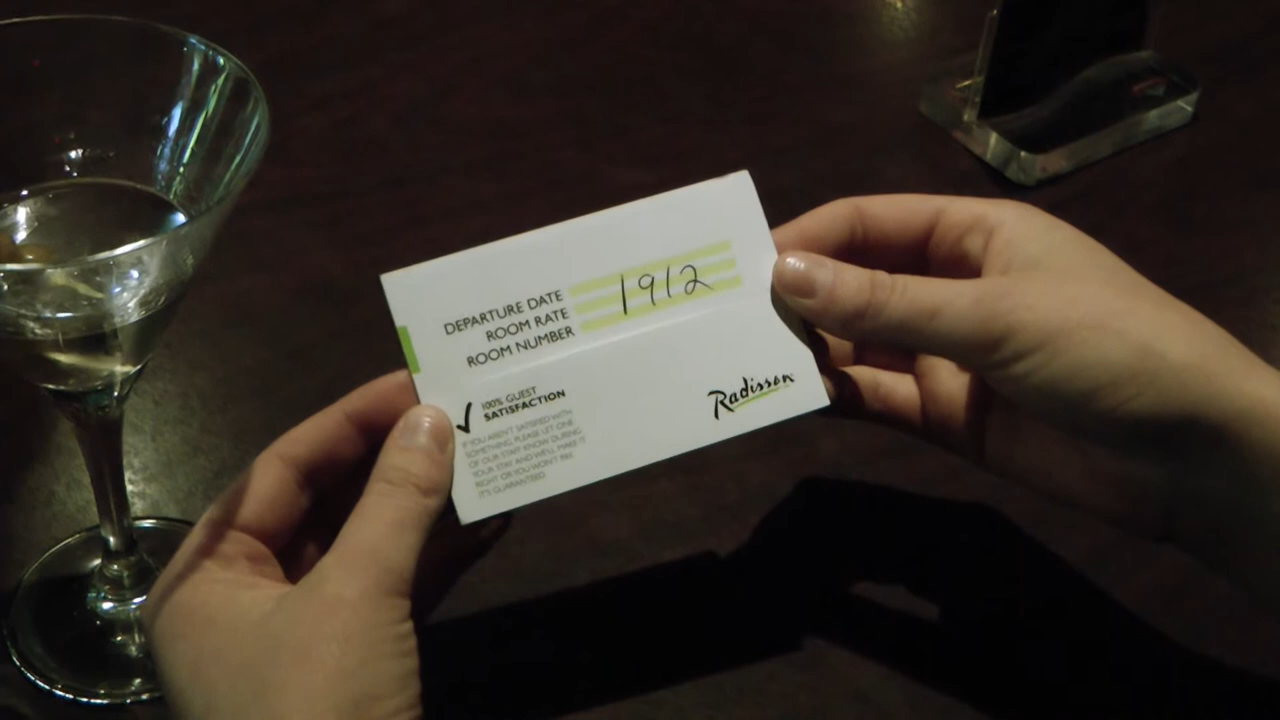 DEPARTURE DATE
ROOM RATE
ROOM NUMBER
1912
100% GUEST
SATISFACTION
IF YOU AREN'T SATISFIED WITH
SOMETHING, PLEASE LET ONE
OF OUR STAFF KNOW DURING
YOUR STAY AND WE'LL MAKE IT
RIGHT OR YOU WON'T PAY.
IT'S GUARANTEED.
Radisson